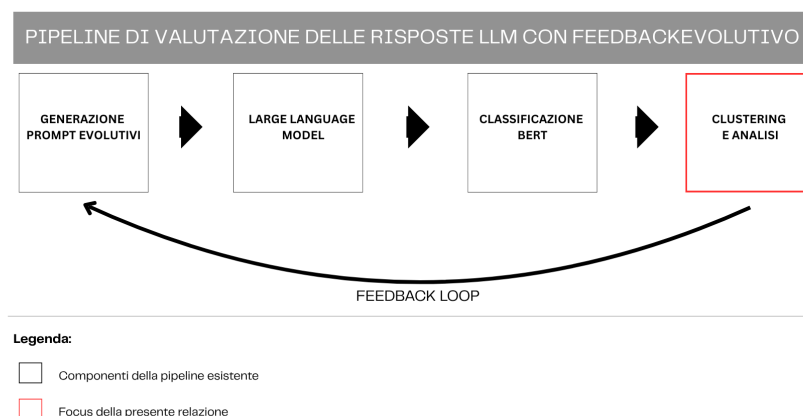 PIPELINE DI VALUTAZIONE DELLE RISPOSTE LLM CON FEEDBACKEVOLUTIVO
GENERAZIONE
PROMPT EVOLUTIVI
LARGE LANGUAGE
MODEL
CLASSIFICAZIONE
BERT
CLUSTERING
E ANALISI
FEEDBACK LOOP
Legenda:
Componenti della pipeline esistente
Focus della presente relazione